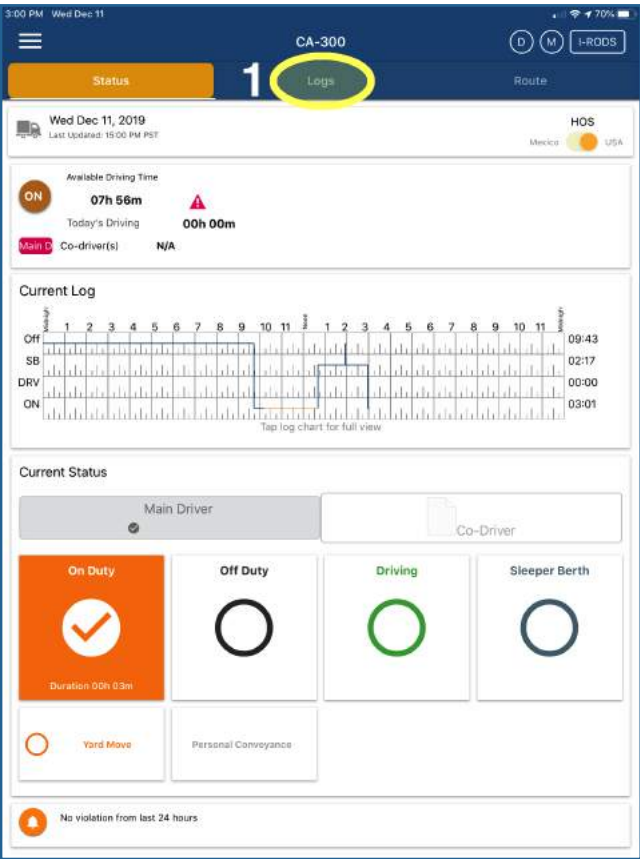 3:00 PM Wed Dec 11 70%
CA-300 D M I-RODS
Status 1 Logs Route
Wed Dec 11, 2019 HOS
Last Updated: 15:00 PM PST Mexico USA
Available Driving Time
ON 07h 56m
Today's Driving 00h 00m
Main D Co-driver(s) N/A
Current Log
Midnight 1 2 3 4 5 6 7 8 9 10 11 Noon 1 2 3 4 5 6 7 8 9 10 11 Midnight
Off 09:43
SB 02:17
DRV 00:00
ON 03:01
Tap log chart for full view
Current Status
Main Driver
Co-Driver
On Duty Off Duty Driving Sleeper Berth
Duration 00h 03m
Yard Move Personal Conveyance
No violation from last 24 hours